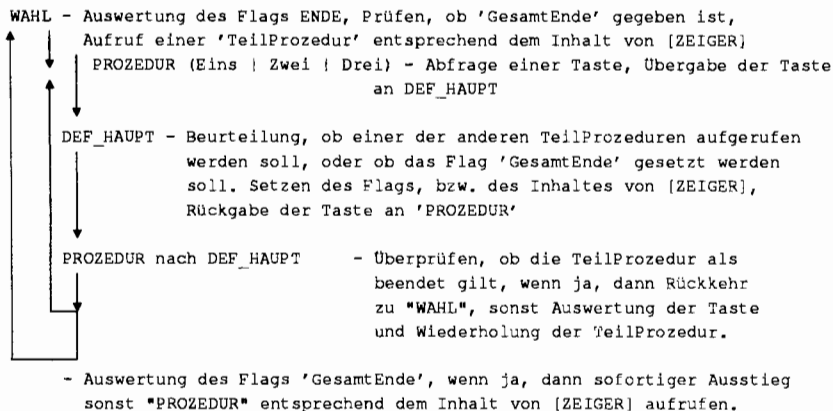 WAHL - Auswertung des Flags ENDE, Prüfen, ob 'GesamtEnde' gegeben ist,
Aufruf einer 'TeilProzedur' entsprechend dem Inhalt von [ZEIGER]
PROZEDUR (Eins | Zwei | Drei) - Abfrage einer Taste, Übergabe der Taste
an DEF_HAUPT
DEF_HAUPT - Beurteilung, ob einer der anderen TeilProzeduren aufgerufen
werden soll, oder ob das Flag 'GesamtEnde' gesetzt werden
soll. Setzen des Flags, bzw. des Inhaltes von [ZEIGER],
Rückgabe der Taste an 'PROZEDUR'
PROZEDUR nach DEF_HAUPT - Überprüfen, ob die TeilProzedur als
beendet gilt, wenn ja, dann Rückkehr
zu "WAHL", sonst Auswertung der Taste
und Wiederholung der TeilProzedur.
- Auswertung des Flags 'GesamtEnde', wenn ja, dann sofortiger Ausstieg
sonst "PROZEDUR" entsprechend dem Inhalt von [ZEIGER] aufrufen.